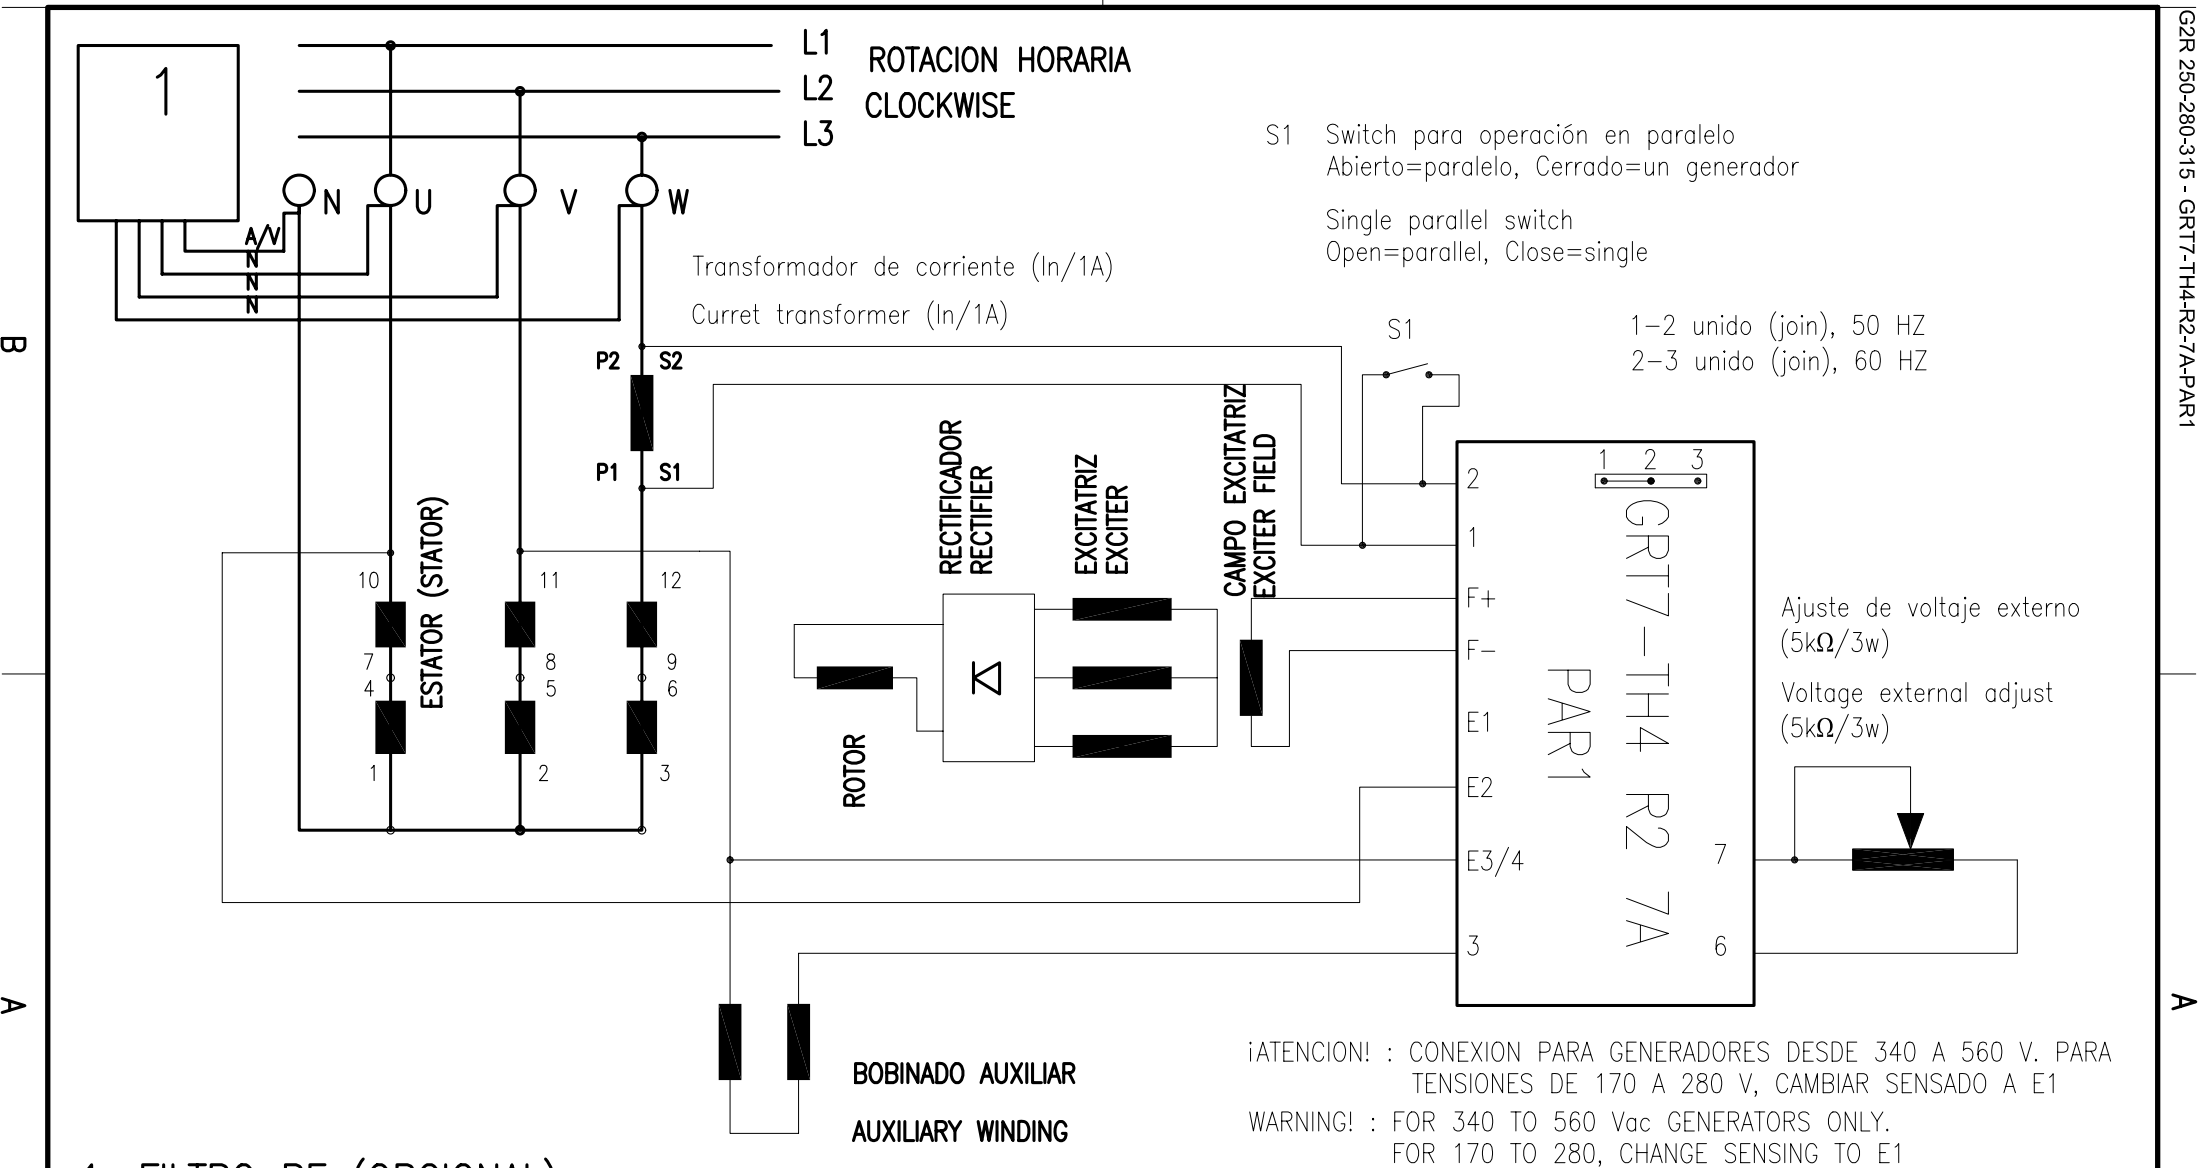 G2R 250-280-315 - GRT7-TH4-R2-7A-PAR1
1
L1
L2
L3
ROTACION HORARIA
CLOCKWISE
N
U
V
W
A/V
N
N
N
S1 Switch para operación en paralelo
Abierto=paralelo, Cerrado=un generador
Single parallel switch
Open=parallel, Close=single
Transformador de corriente (In/1A)
Curret transformer (In/1A)
S1
1-2 unido (join), 50 HZ
2-3 unido (join), 60 HZ
B
P2 S2
P1 S1
ESTATOR (STATOR)
10
11
12
7
4
8
5
9
6
1
2
3
RECTIFICADOR
RECTIFIER
EXCITATRIZ
EXCITER
CAMPO EXCITATRIZ
EXCITER FIELD
ROTOR
1 2 3
2
1
F+
F-
E1
E2
E3/4
3
7
6
GRT7-TH4 R2 7A
PAR1
Ajuste de voltaje externo
(5kΩ/3w)
Voltage external adjust
(5kΩ/3w)
A
A
BOBINADO AUXILIAR
AUXILIARY WINDING
¡ATENCION! : CONEXION PARA GENERADORES DESDE 340 A 560 V. PARA
TENSIONES DE 170 A 280 V, CAMBIAR SENSADO A E1
WARNING! : FOR 340 TO 560 Vac GENERATORS ONLY.
FOR 170 TO 280, CHANGE SENSING TO E1
1 FILTRO DE (OPCIONAL)